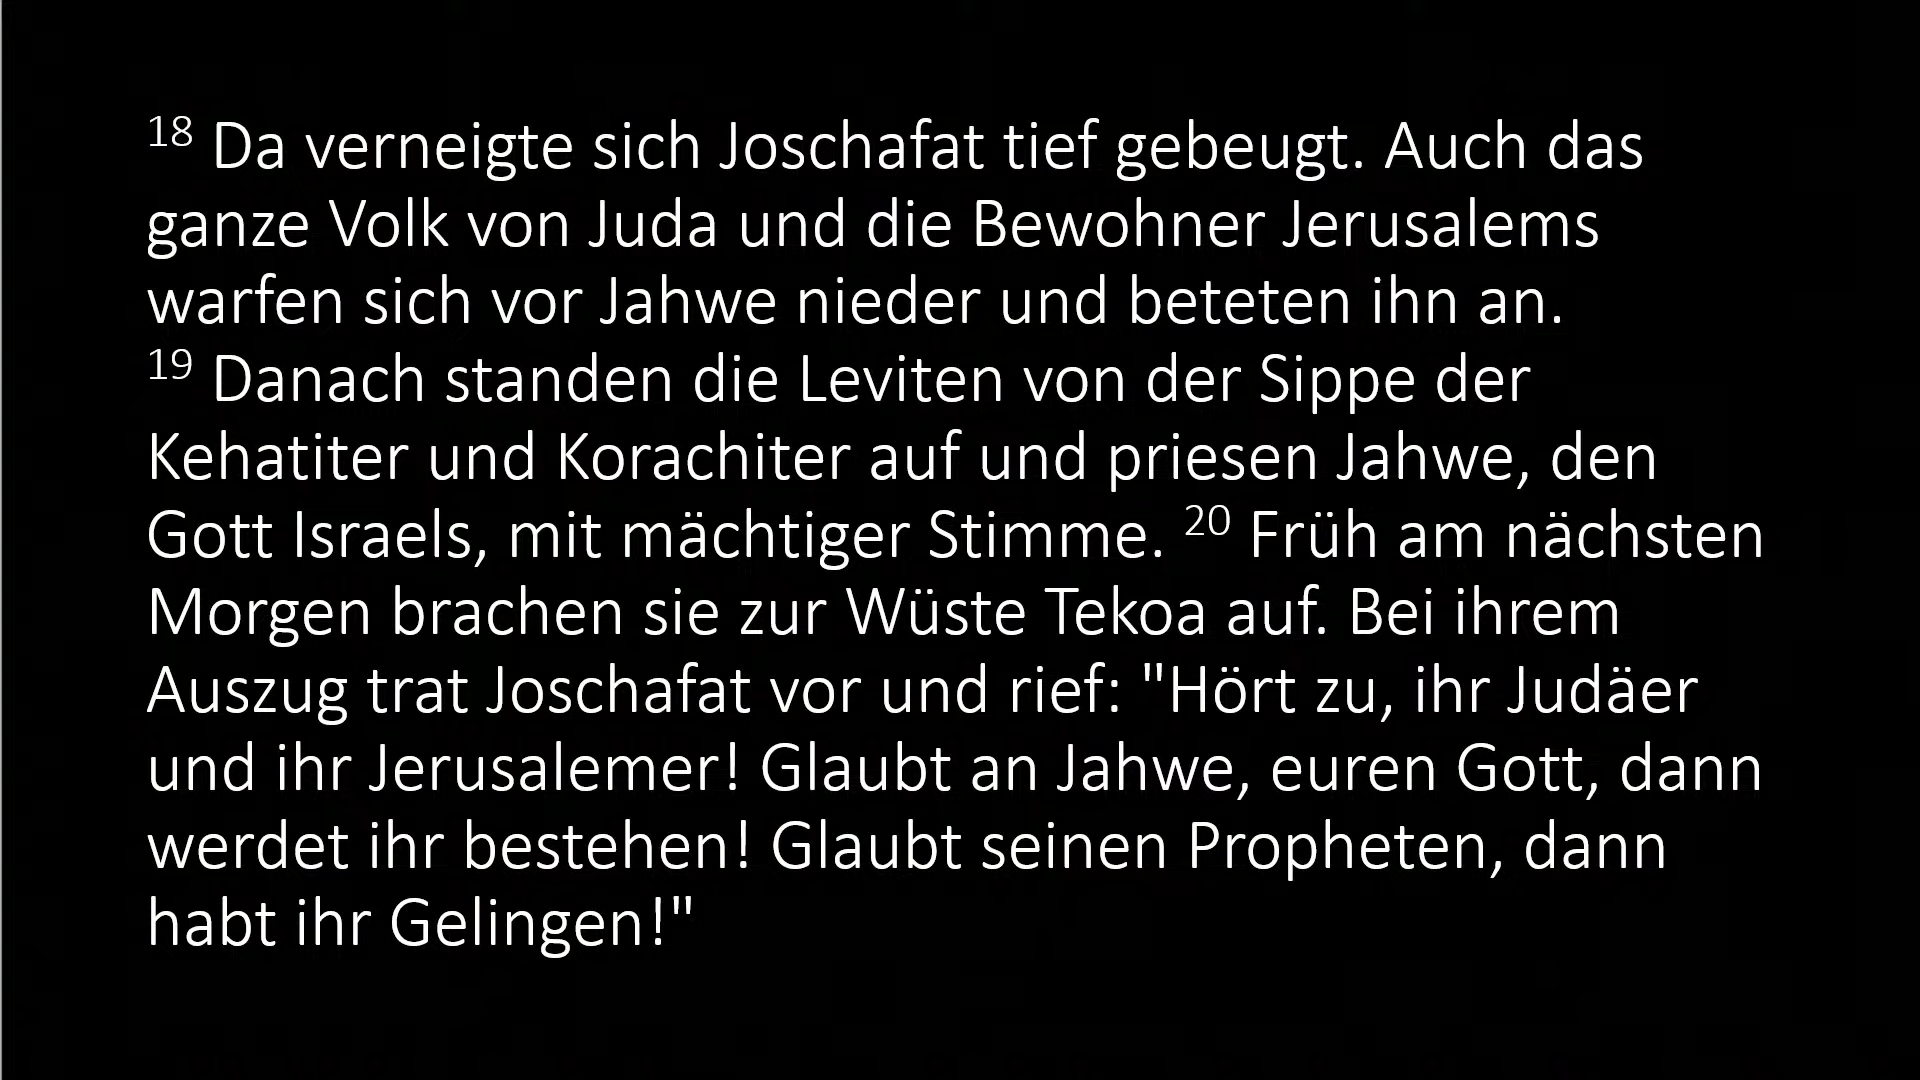 18 Da verneigte sich Joschafat tief gebeugt. Auch das
ganze Volk von Juda und die Bewohner Jerusalems
warfen sich vor Jahwe nieder und beteten ihn an.
19 Danach standen die Leviten von der Sippe der
Kehatiter und Korachiter auf und priesen Jahwe, den
Gott Israels, mit mächtiger Stimme. 20 Früh am nächsten
Morgen brachen sie zur Wüste Tekoa auf. Bei ihrem
Auszug trat Joschafat vor und rief: "Hört zu, ihr Judäer
und ihr Jerusalemer! Glaubt an Jahwe, euren Gott, dann
werdet ihr bestehen! Glaubt seinen Propheten, dann
habt ihr Gelingen!"